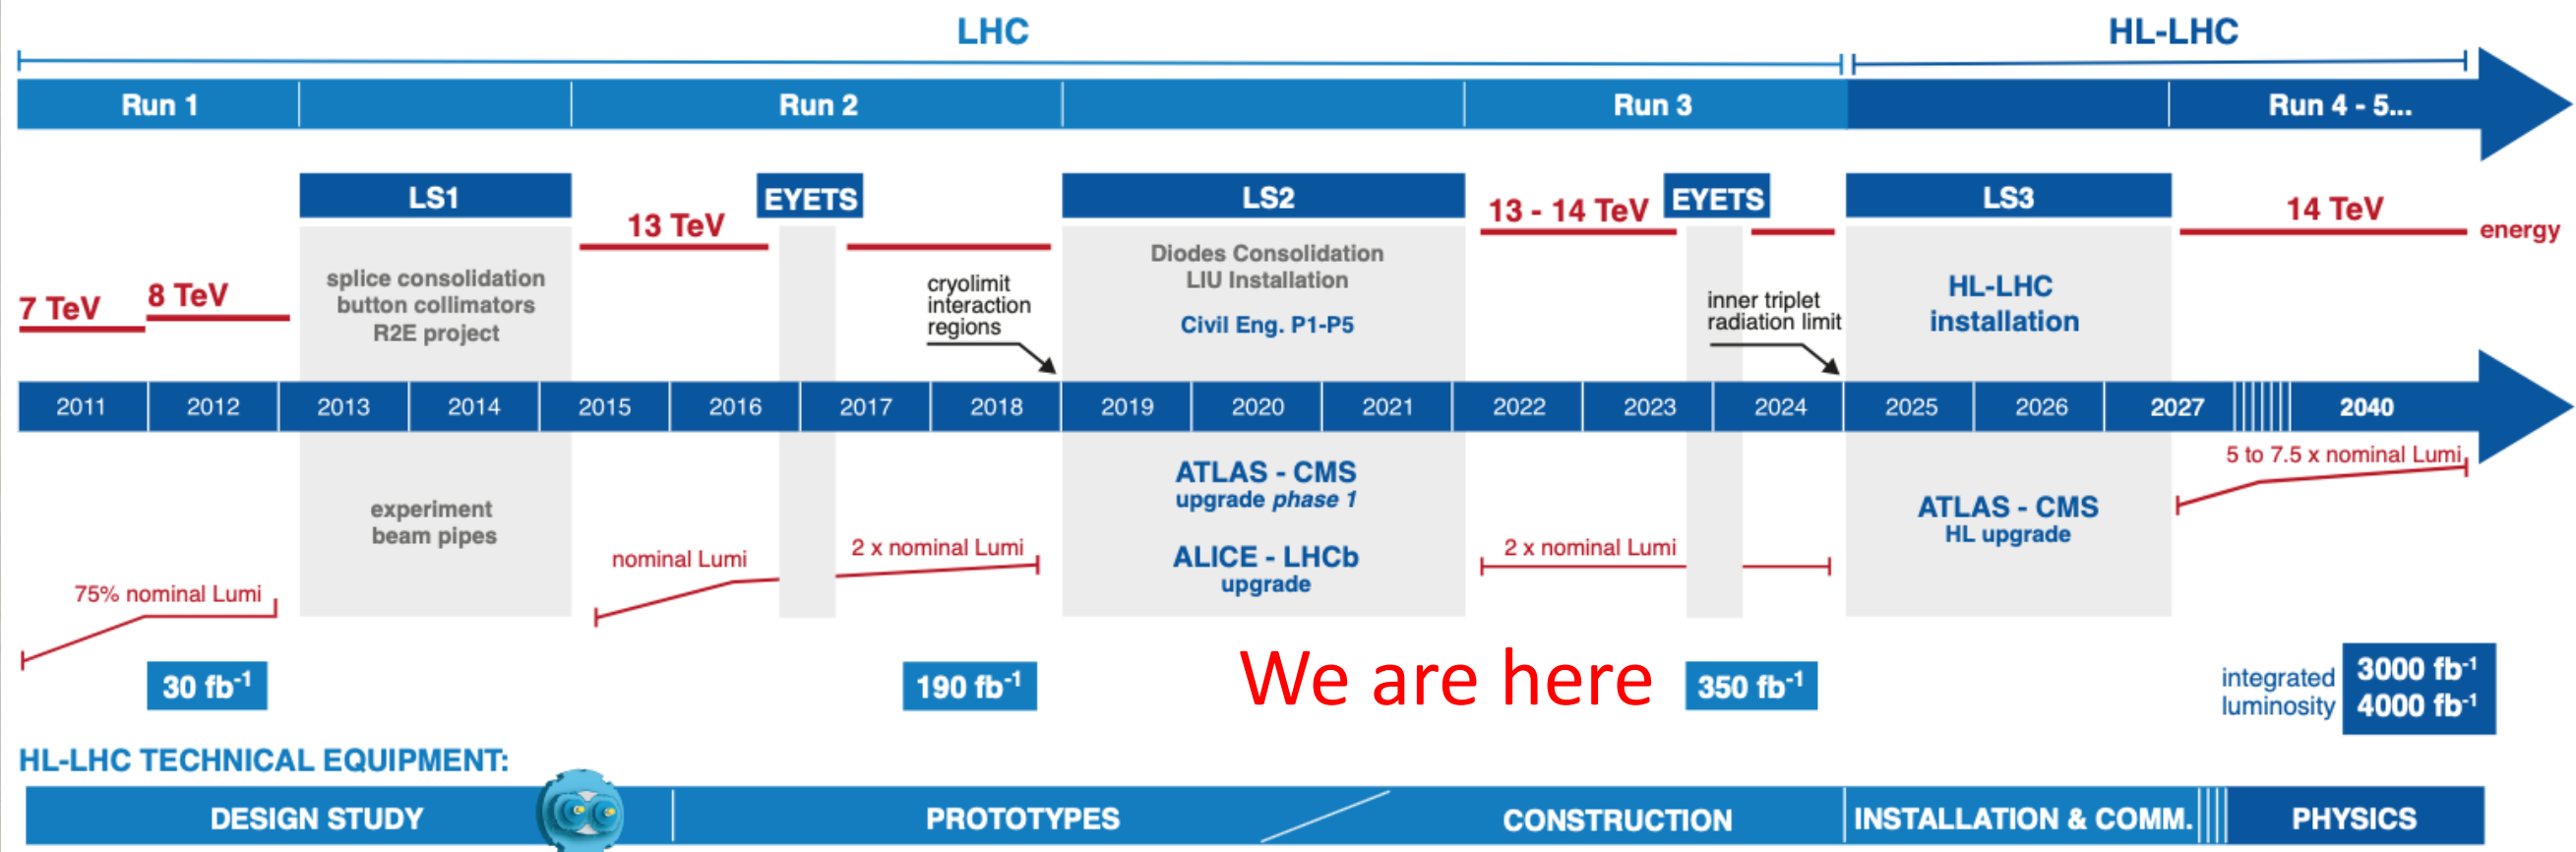 LHC
HL-LHC
Run 1
Run 2
Run 3
Run 4 - 5...
LS1
EYETS
LS2
EYETS
LS3
13 TeV
13 - 14 TeV
14 TeV
energy
7 TeV
8 TeV
splice consolidation
button collimators
R2E project
cryolimit
interaction
regions
Diodes Consolidation
LIU Installation
Civil Eng. P1-P5
inner triplet
radiation limit
HL-LHC
installation
2011
2012
2013
2014
2015
2016
2017
2018
2019
2020
2021
2022
2023
2024
2025
2026
2027
2040
75% nominal Lumi
experiment
beam pipes
nominal Lumi
2 x nominal Lumi
ATLAS - CMS
upgrade phase 1
ALICE - LHCb
upgrade
2 x nominal Lumi
ATLAS - CMS
HL upgrade
5 to 7.5 x nominal Lumi
30 fb⁻¹
190 fb⁻¹
We are here
350 fb⁻¹
integrated
luminosity
3000 fb⁻¹
4000 fb⁻¹
HL-LHC TECHNICAL EQUIPMENT:
DESIGN STUDY
PROTOTYPES
CONSTRUCTION
INSTALLATION & COMM.
PHYSICS